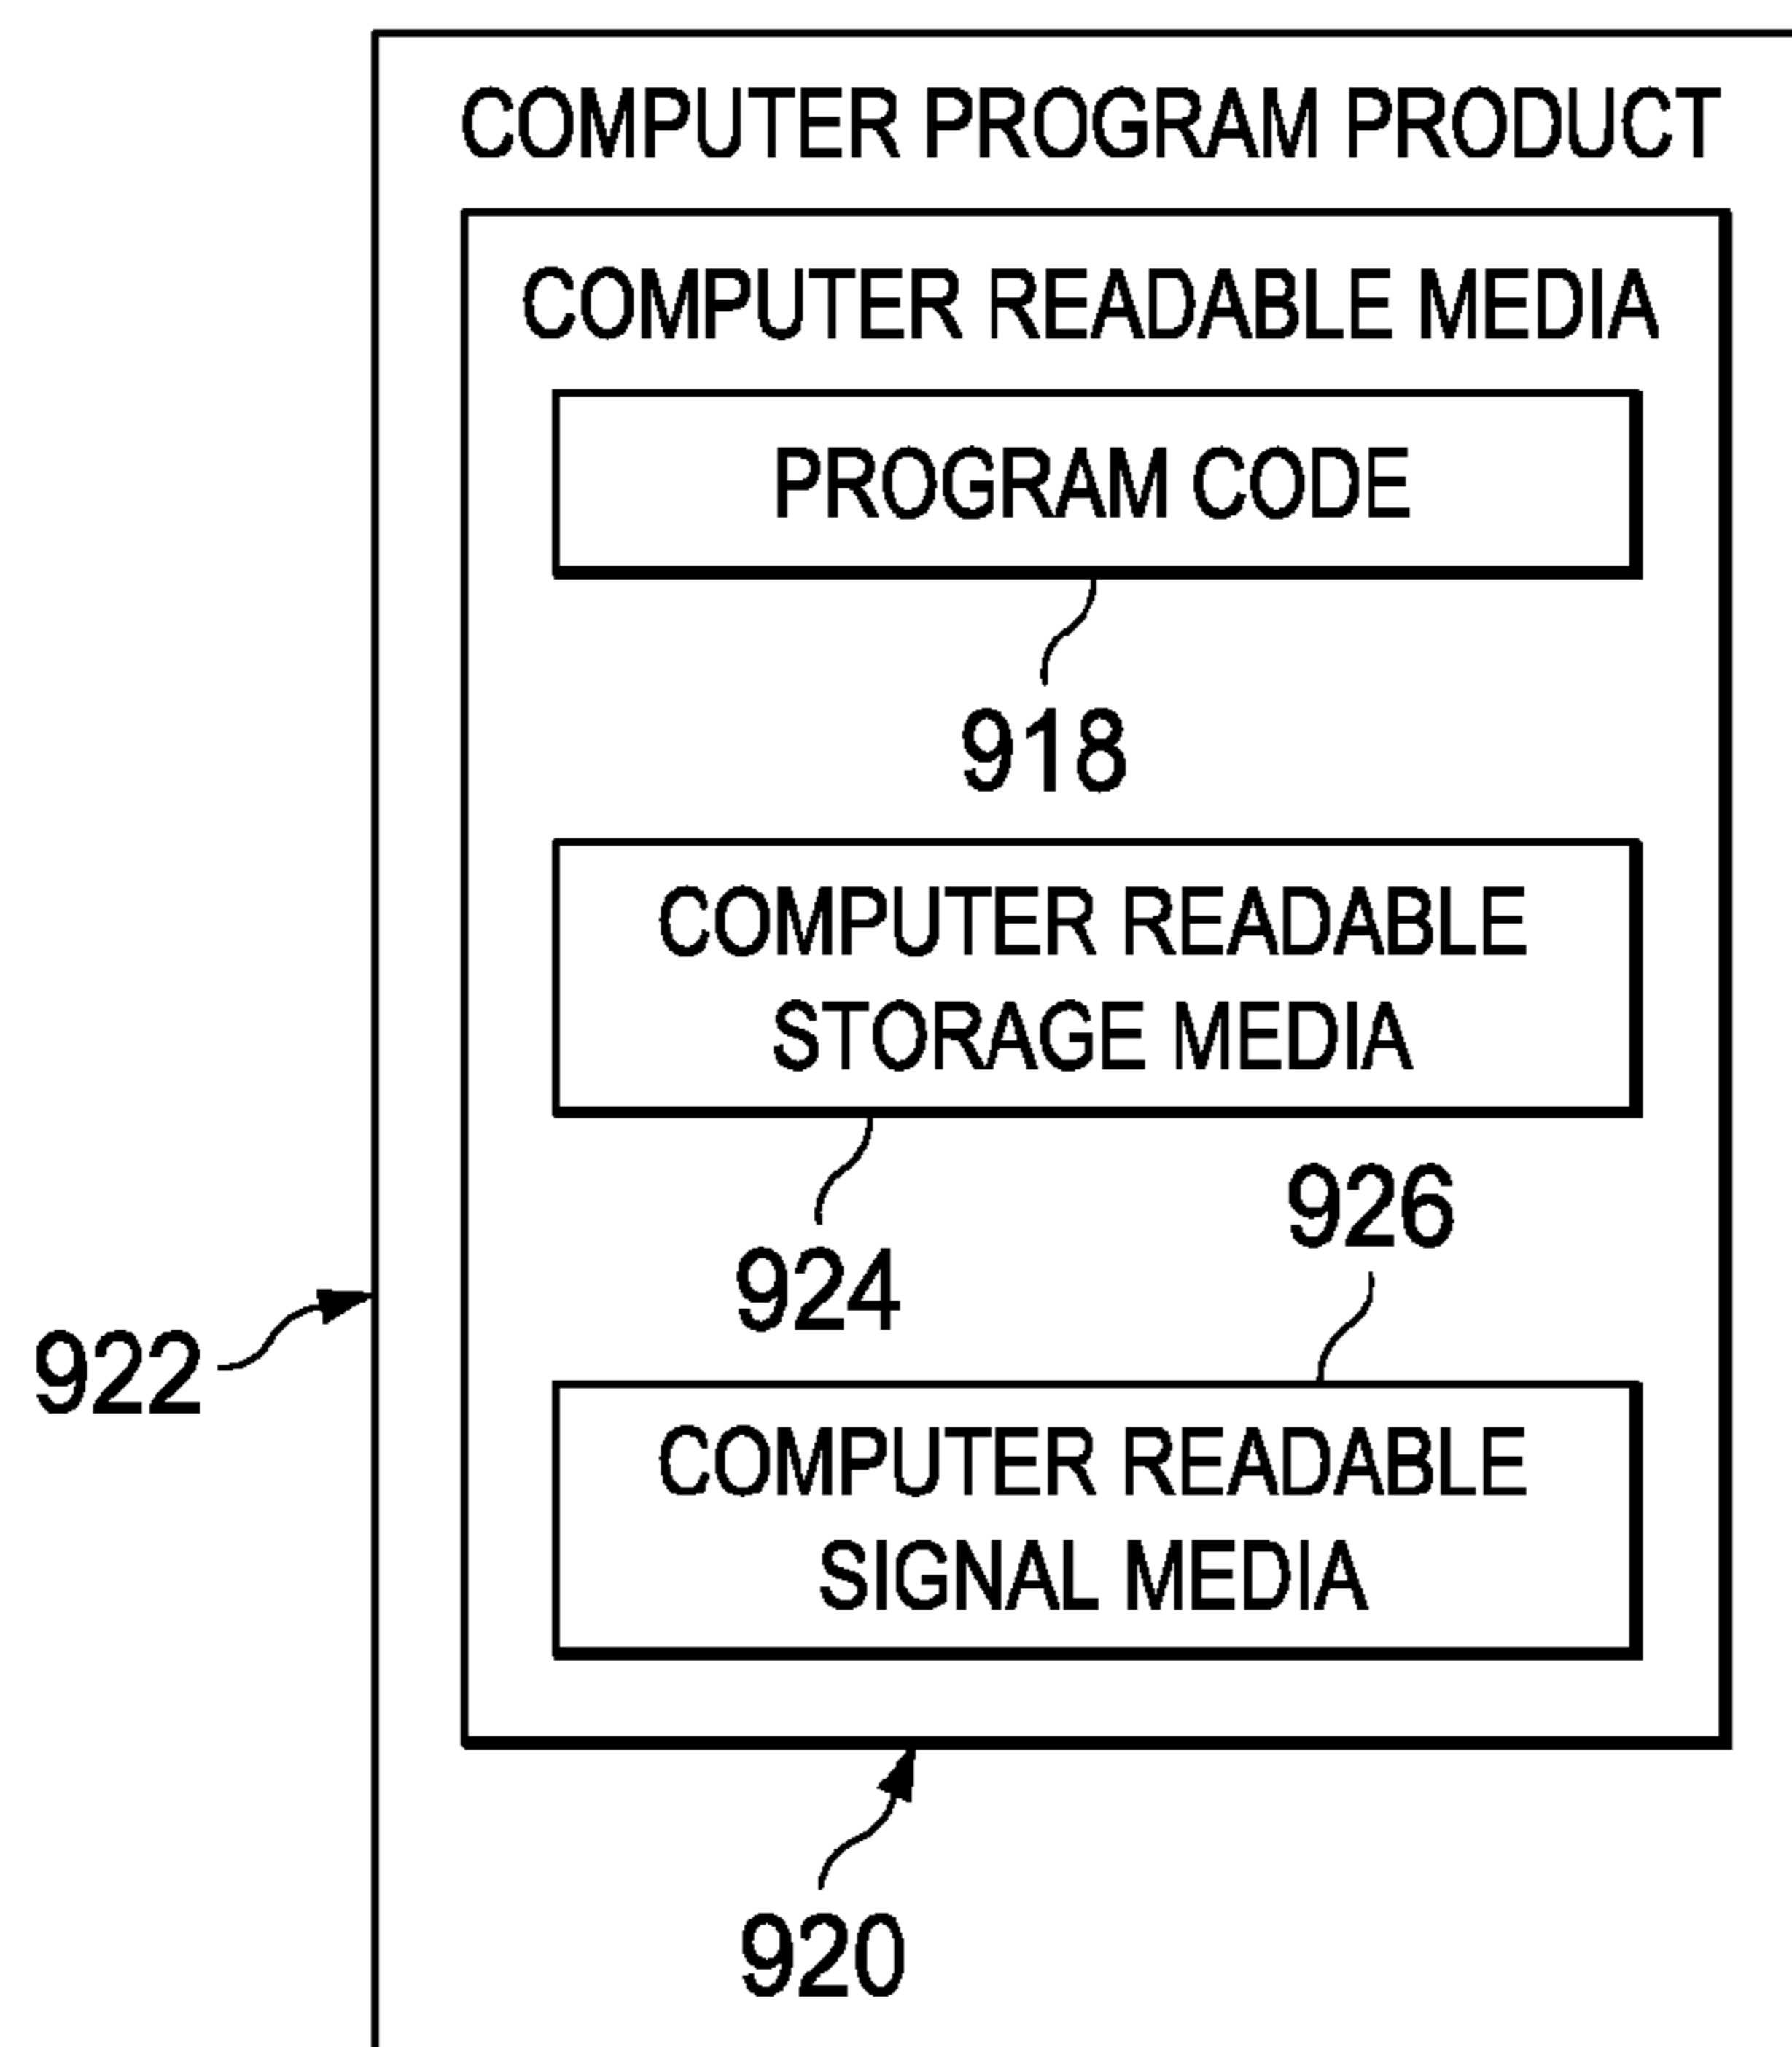 COMPUTER PROGRAM PRODUCT
COMPUTER READABLE MEDIA
PROGRAM CODE
918
COMPUTER READABLE
STORAGE MEDIA
926
924
922
COMPUTER READABLE
SIGNAL MEDIA
920